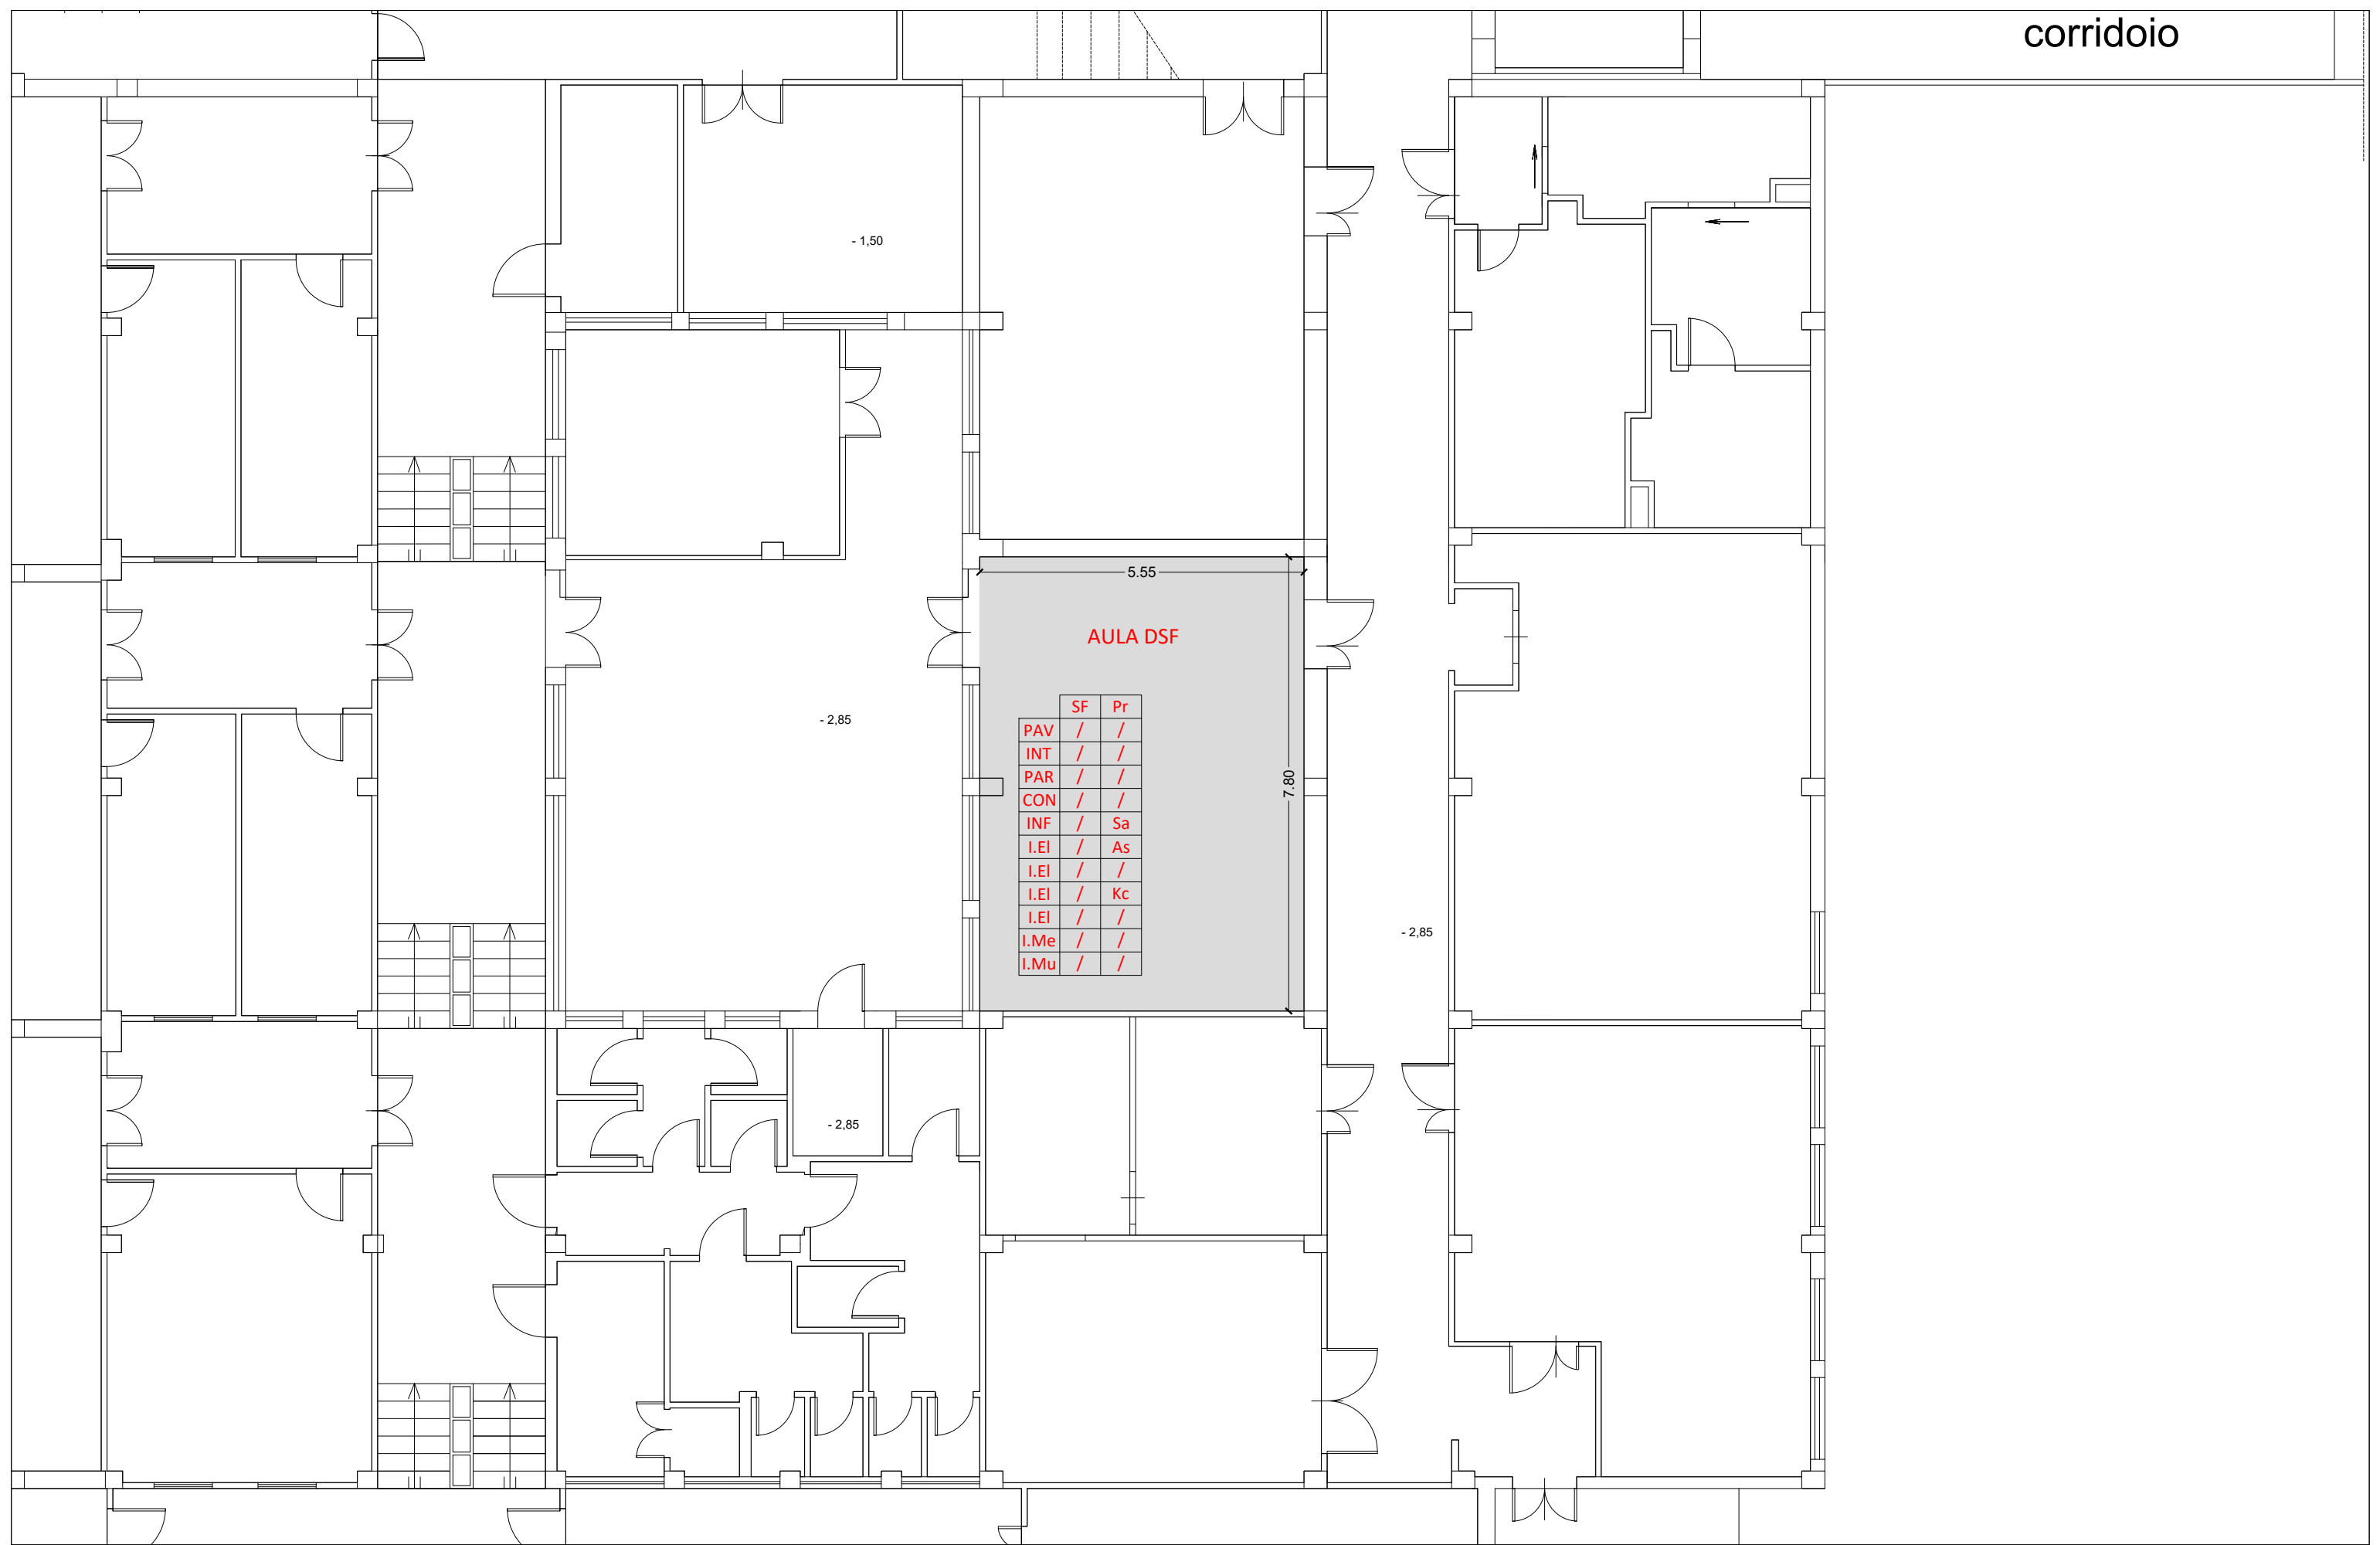 corridoio
- 1,50
5.55
AULA DSF
- 2,85
7.80
SF Pr
PAV / /
INT / /
PAR / /
CON / /
INF / Sa
I.El / As
I.El / /
I.El / Kc
I.El / /
I.Me / /
I.Mu / /
- 2,85
- 2,85